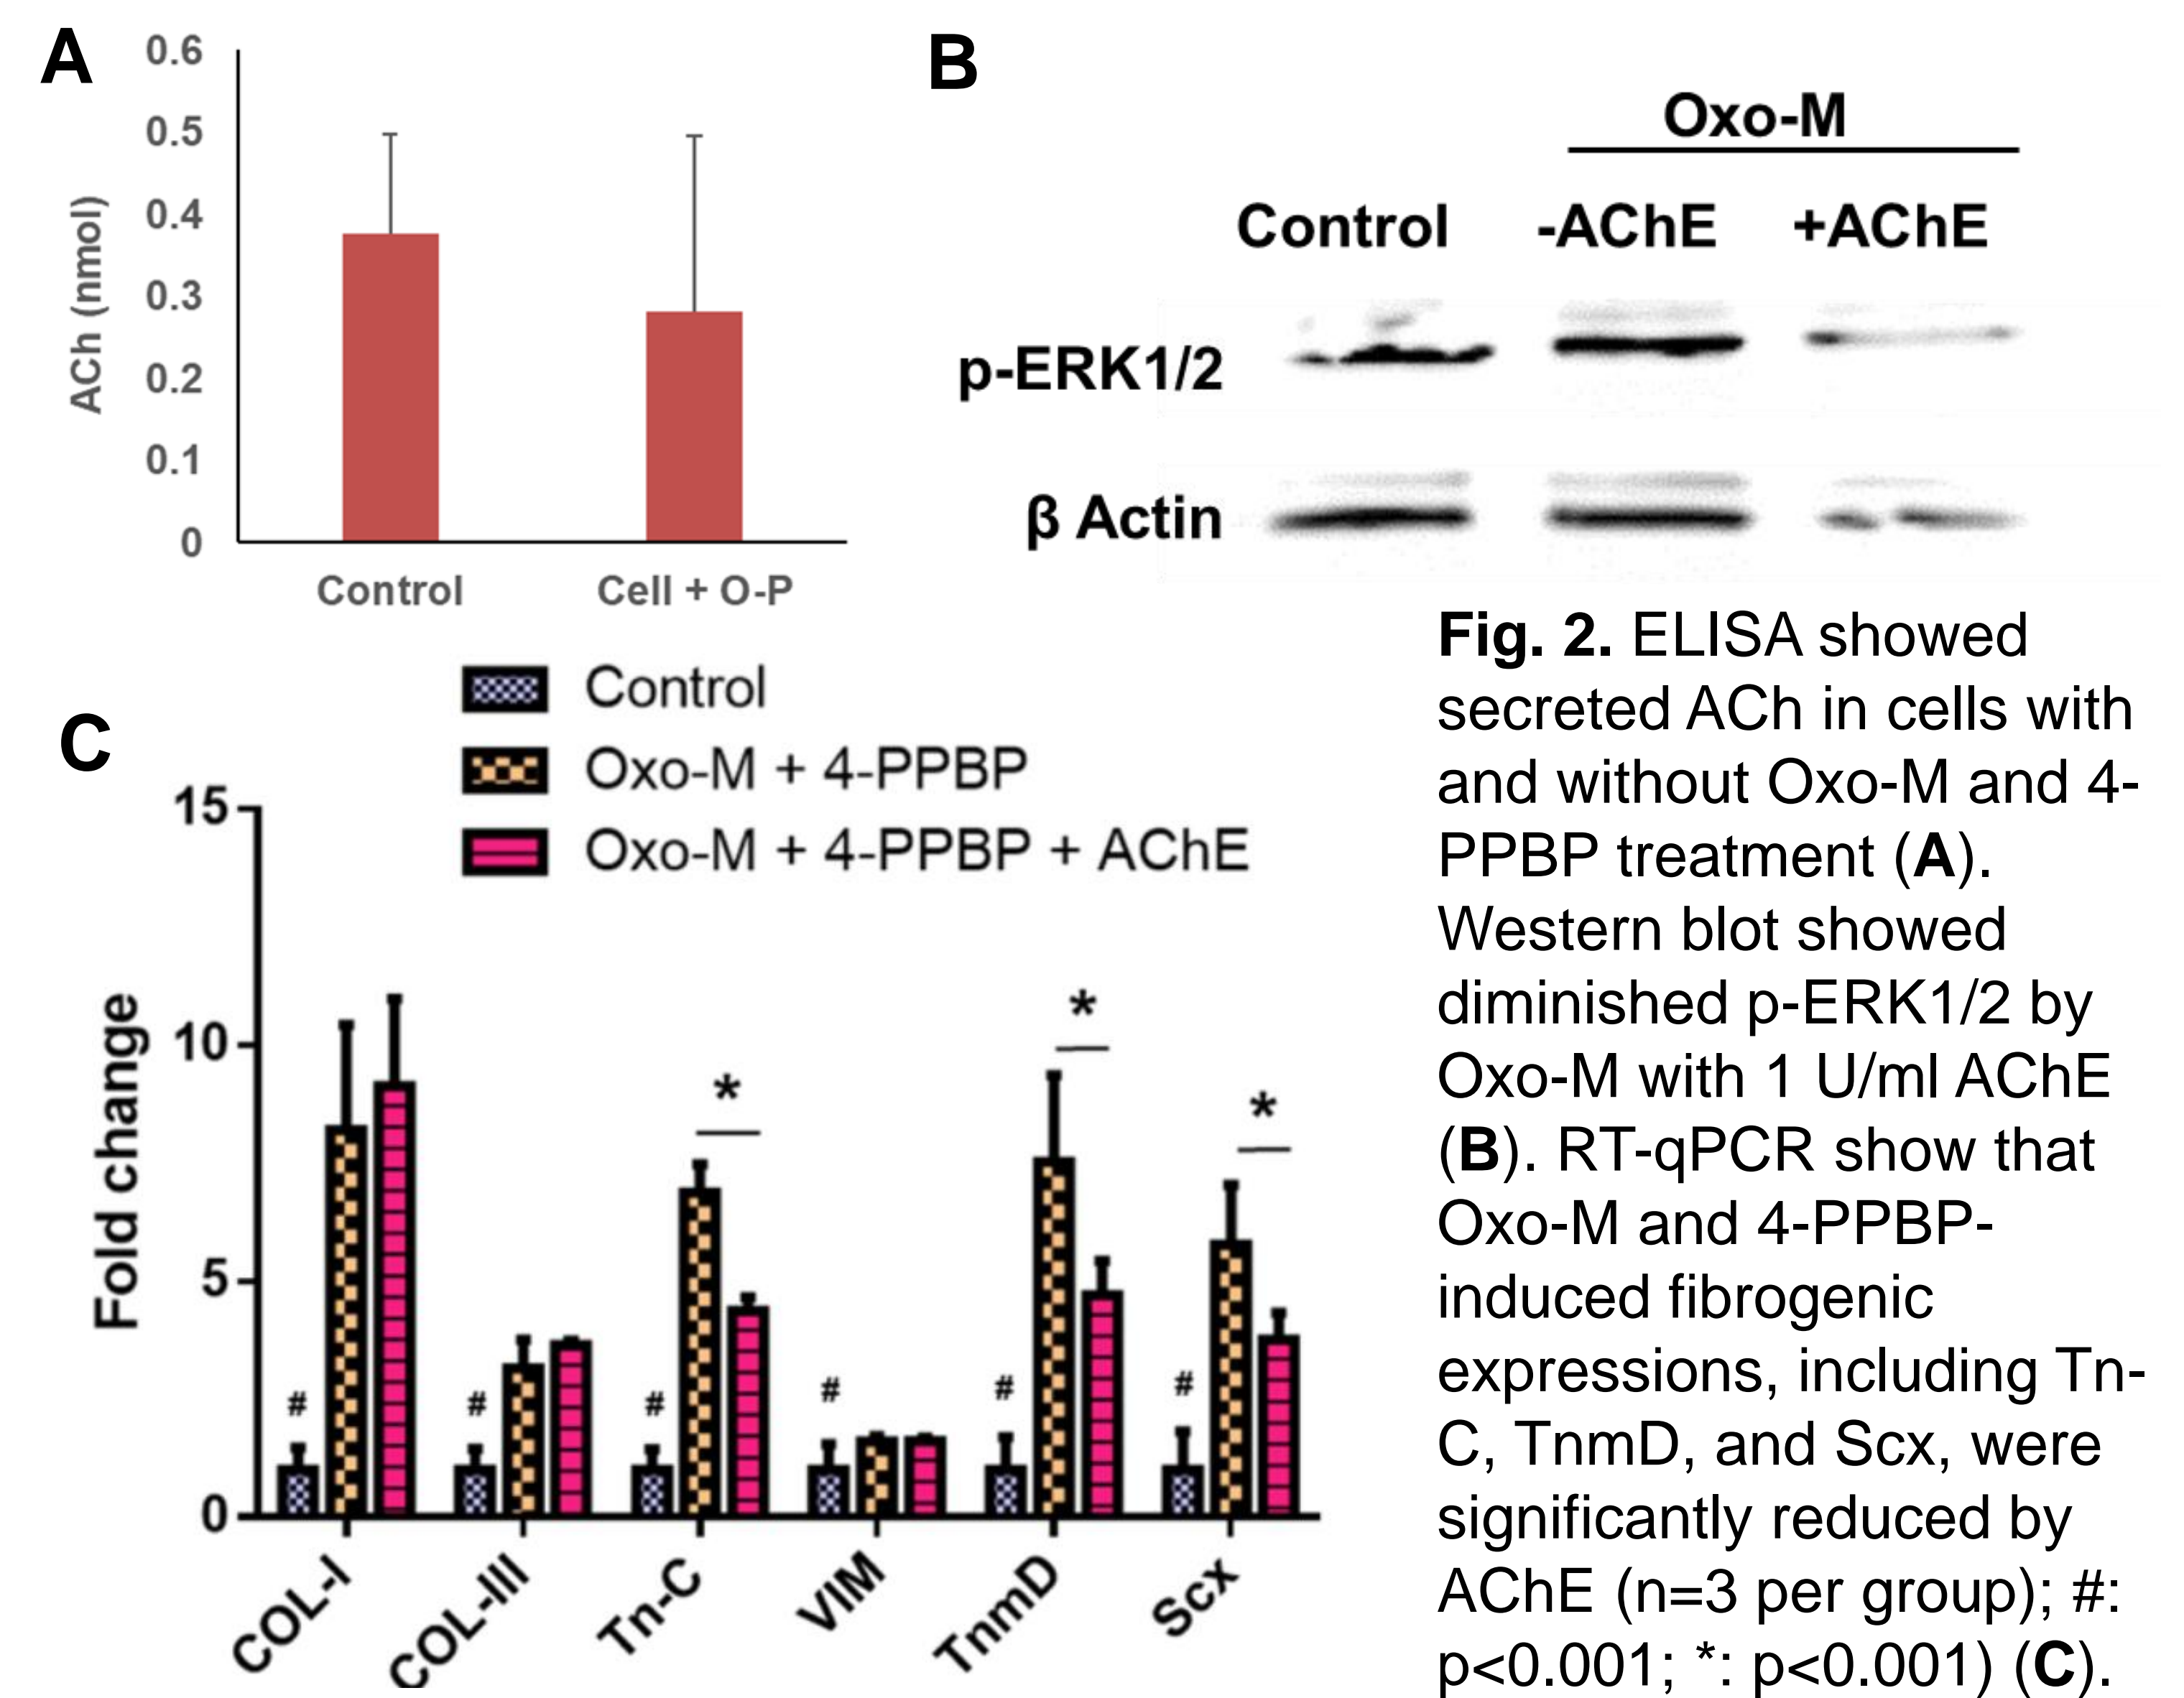 A
0.6
0.5
0.4
0.3
0.2
0.1
0
ACh (nmol)
Control
Cell + O-P
B
Oxo-M
Control
-AChE
+AChE
p-ERK1/2
β Actin
C
Control
Oxo-M + 4-PPBP
Oxo-M + 4-PPBP + AChE
15
10
5
0
Fold change
*
*
*
#
#
#
#
#
#
COL-I
COL-III
Tn-C
VIM
TnmD
Scx
Fig. 2. ELISA showed
secreted ACh in cells with
and without Oxo-M and 4-
PPBP treatment (A).
Western blot showed
diminished p-ERK1/2 by
Oxo-M with 1 U/ml AChE
(B). RT-qPCR show that
Oxo-M and 4-PPBP-
induced fibrogenic
expressions, including Tn-
C, TnmD, and Scx, were
significantly reduced by
AChE (n=3 per group); #:
p<0.001; *: p<0.001) (C).